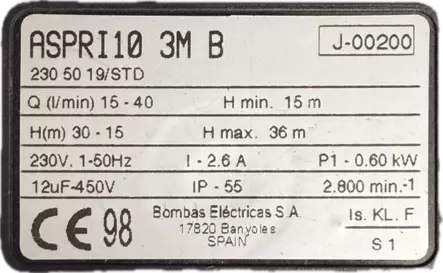 ASPRI10 3M B J-00200
230 50 19/STD
Q (l/min) 15 - 40 H min. 15 m
H(m) 30 - 15 H max. 36 m
230V, 1-50Hz I - 2.6 A P1 - 0.60 kW
12uF-450V IP - 55 2.800 min.-1
CE 98 Bombas Eléctricas S.A. Is. KL. F
17820 Banyoles
SPAIN S 1